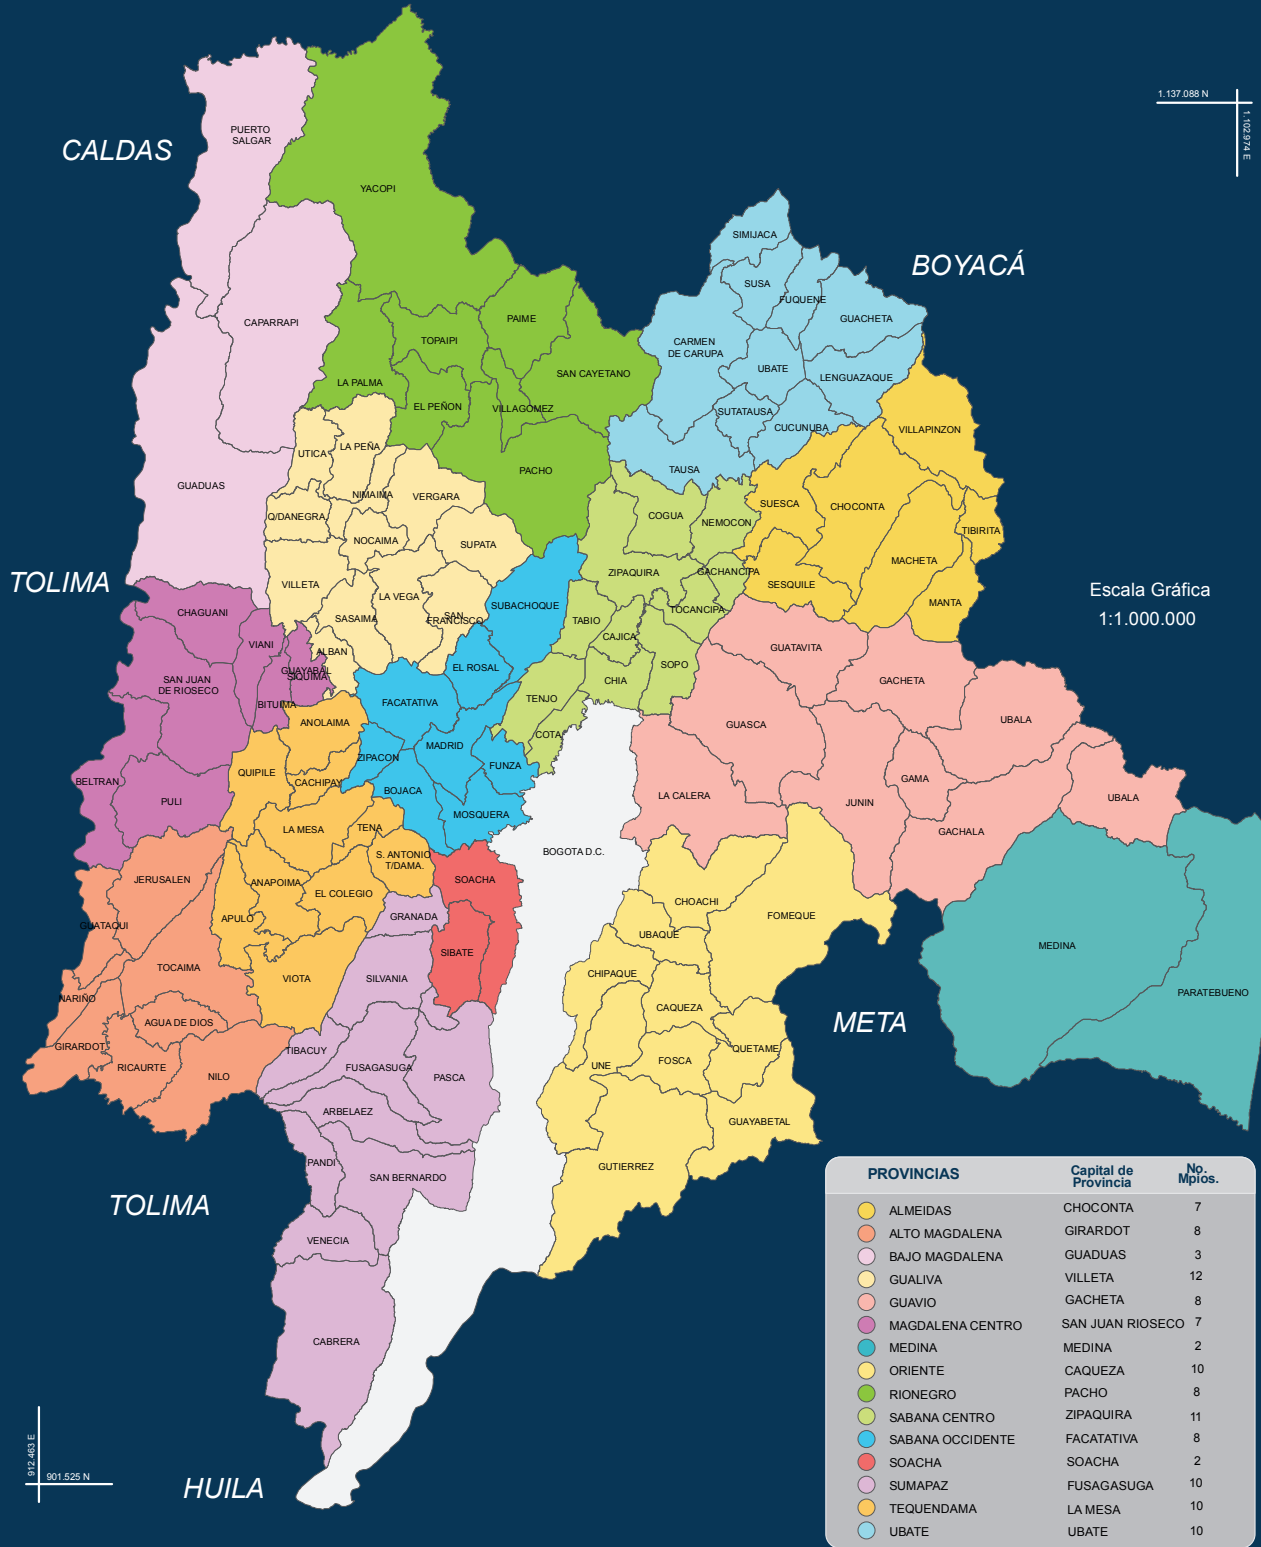 1.137.088 N
1.102.974 E
CALDAS
BOYACÁ
TOLIMA
Escala Gráfica
1:1.000.000
META
TOLIMA
HUILA
912.463 E
901.525 N
PUERTO
SALGAR
YACOPI
CAPARRAPI
GUADUAS
LA PALMA
TOPAIPI
PAIME
EL PEÑON
VILLAGOMEZ
SAN CAYETANO
PACHO
SIMIJACA
SUSA
FUQUENE
GUACHETA
CARMEN
DE CARUPA
UBATE
LENGUAZAQUE
SUTATAUSA
CUCUNUBA
TAUSA
VILLAPINZON
SUESCA
CHOCONTA
TIBIRITA
MACHETA
SESQUILE
MANTA
UTICA
LA PEÑA
NIMAIMA
VERGARA
Q/DANEGRA
NOCAIMA
SUPATA
VILLETA
LA VEGA
SASAIMA
SAN
FRANCISCO
ALBAN
COGUA
NEMOCON
ZIPAQUIRA
GACHANCIPA
TOCANCIPA
TABIO
CAJICA
SOPO
CHIA
TENJO
COTA
SUBACHOQUE
EL ROSAL
FACATATIVA
MADRID
ZIPACON
FUNZA
BOJACA
MOSQUERA
CHAGUANI
VIANI
GUAYABAL
SIQUIMA
SAN JUAN
DE RIOSECO
BITUIMA
BELTRAN
PULI
ANOLAIMA
QUIPILE
CACHIPAY
LA MESA
TENA
S. ANTONIO
T/DAMA.
ANAPOIMA
EL COLEGIO
APULO
VIOTA
GUATAVITA
GACHETA
UBALA
GUASCA
GAMA
LA CALERA
JUNIN
GACHALA
UBALA
BOGOTA D.C.
SOACHA
SIBATE
JERUSALEN
GUATAQUI
TOCAIMA
NARIÑO
AGUA DE DIOS
GIRARDOT
RICAURTE
NILO
GRANADA
SILVANIA
TIBACUY
FUSAGASUGA
PASCA
ARBELAEZ
PANDI
SAN BERNARDO
VENECIA
CABRERA
CHOACHI
FOMEQUE
UBAQUE
CHIPAQUE
CAQUEZA
UNE
FOSCA
QUETAME
GUAYABETAL
GUTIERREZ
MEDINA
PARATEBUENO
PROVINCIAS Capital de Provincia No. Mpios.
ALMEIDAS CHOCONTA 7
ALTO MAGDALENA GIRARDOT 8
BAJO MAGDALENA GUADUAS 3
GUALIVA VILLETA 12
GUAVIO GACHETA 8
MAGDALENA CENTRO SAN JUAN RIOSECO 7
MEDINA MEDINA 2
ORIENTE CAQUEZA 10
RIONEGRO PACHO 8
SABANA CENTRO ZIPAQUIRA 11
SABANA OCCIDENTE FACATATIVA 8
SOACHA SOACHA 2
SUMAPAZ FUSAGASUGA 10
TEQUENDAMA LA MESA 10
UBATE UBATE 10